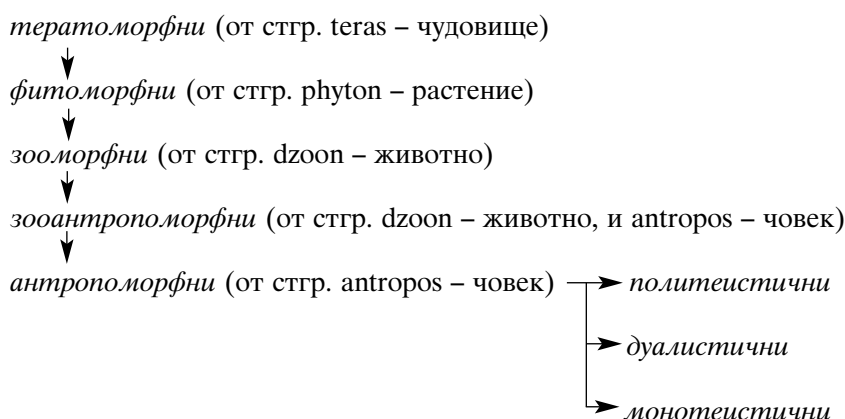 тератоморфни (от стгр. teras – чудовище)
фитоморфни (от стгр. phyton – растение)
зооморфни (от стгр. dzoon – животно)
зооантропоморфни (от стгр. dzoon – животно, и antropos – човек)
антропоморфни (от стгр. antropos – човек) политеистични
дуалистични
монотеистични